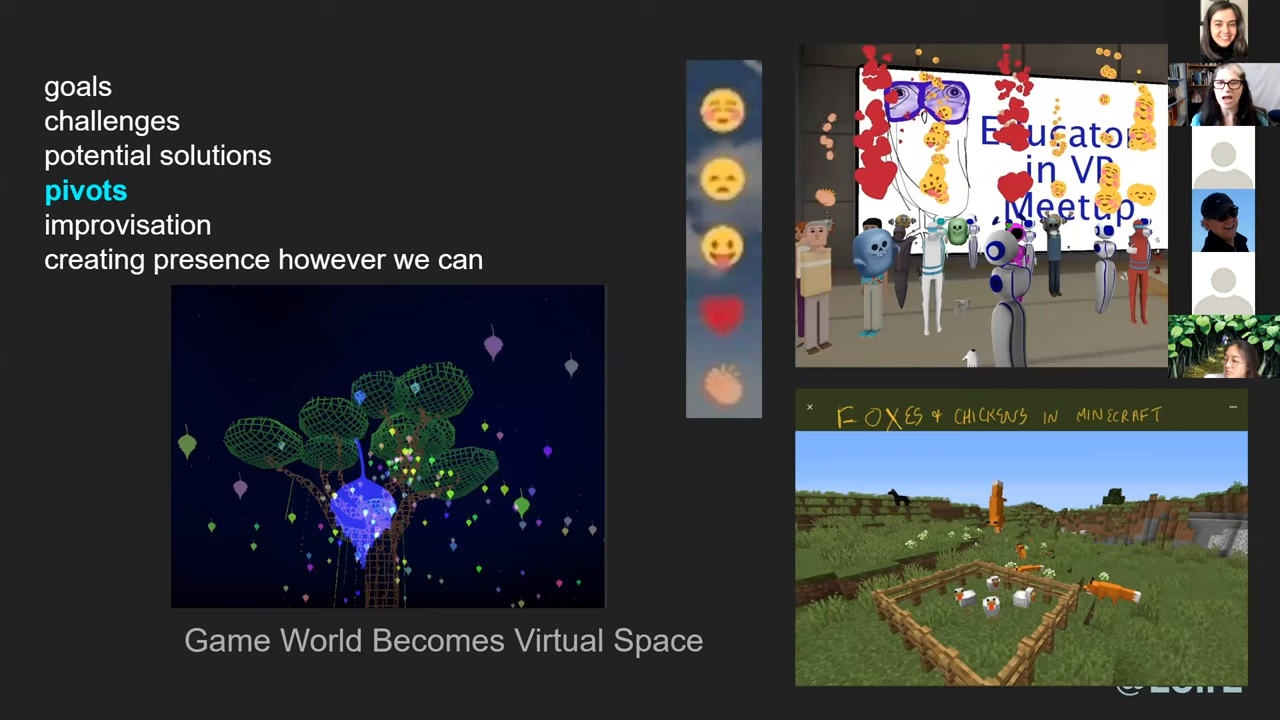 goals
challenges
potential solutions
pivots
improvisation
creating presence however we can
Educators
in VR
Meetup
FOXES & CHICKENS IN MINECRAFT
Game World Becomes Virtual Space